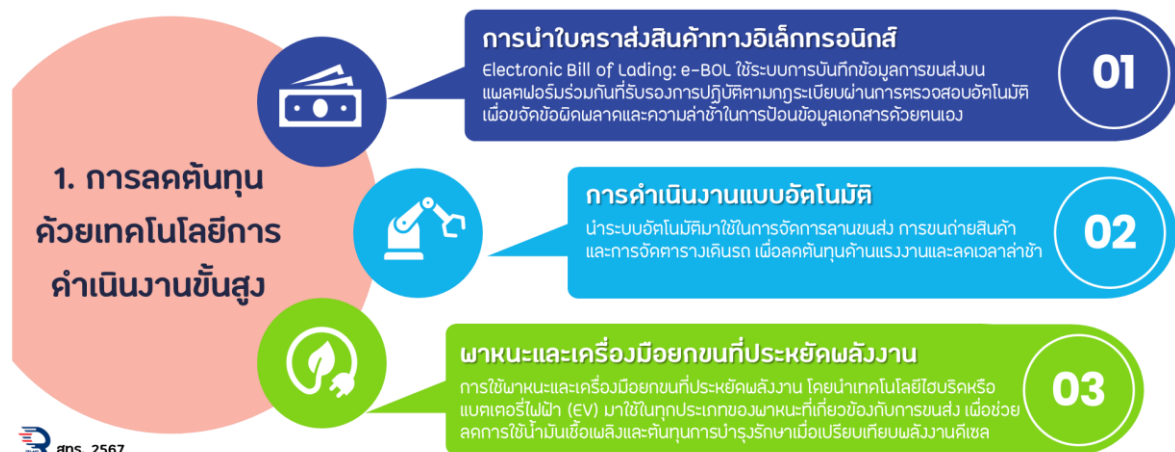 1. การลดต้นทุน
ด้วยเทคโนโลยีการ
ดำเนินงานขั้นสูง
การนำใบตราส่งสินค้าทางอิเล็กทรอนิกส์
Electronic Bill of Lading: e-BOL ใช้ระบบการบันทึกข้อมูลการขนส่งบน
แพลตฟอร์มร่วมกันที่รับรองการปฏิบัติตามกฎระเบียบผ่านการตรวจสอบอัตโนมัติ
เพื่อขจัดข้อผิดพลาดและความล่าช้าในการป้อนข้อมูลเอกสารด้วยตนเอง
01
การดำเนินงานแบบอัตโนมัติ
นำระบบอัตโนมัติมาใช้ในการจัดการลานขนส่ง การขนถ่ายสินค้า
และการจัดตารางเดินรถ เพื่อลดต้นทุนด้านแรงงานและลดเวลาล่าช้า
02
พาหนะและเครื่องมือยกขนที่ประหยัดพลังงาน
การใช้พาหนะและเครื่องมือยกขนที่ประหยัดพลังงาน โดยนำเทคโนโลยีไฮบริดหรือ
แบตเตอรี่ไฟฟ้า (EV) มาใช้ในทุกประเภทของพาหนะที่เกี่ยวข้องกับการขนส่ง เพื่อช่วย
ลดการใช้น้ำมันเชื้อเพลิงและต้นทุนการบำรุงรักษาเมื่อเปรียบเทียบพลังงานดีเซล
03
สทร. 2567